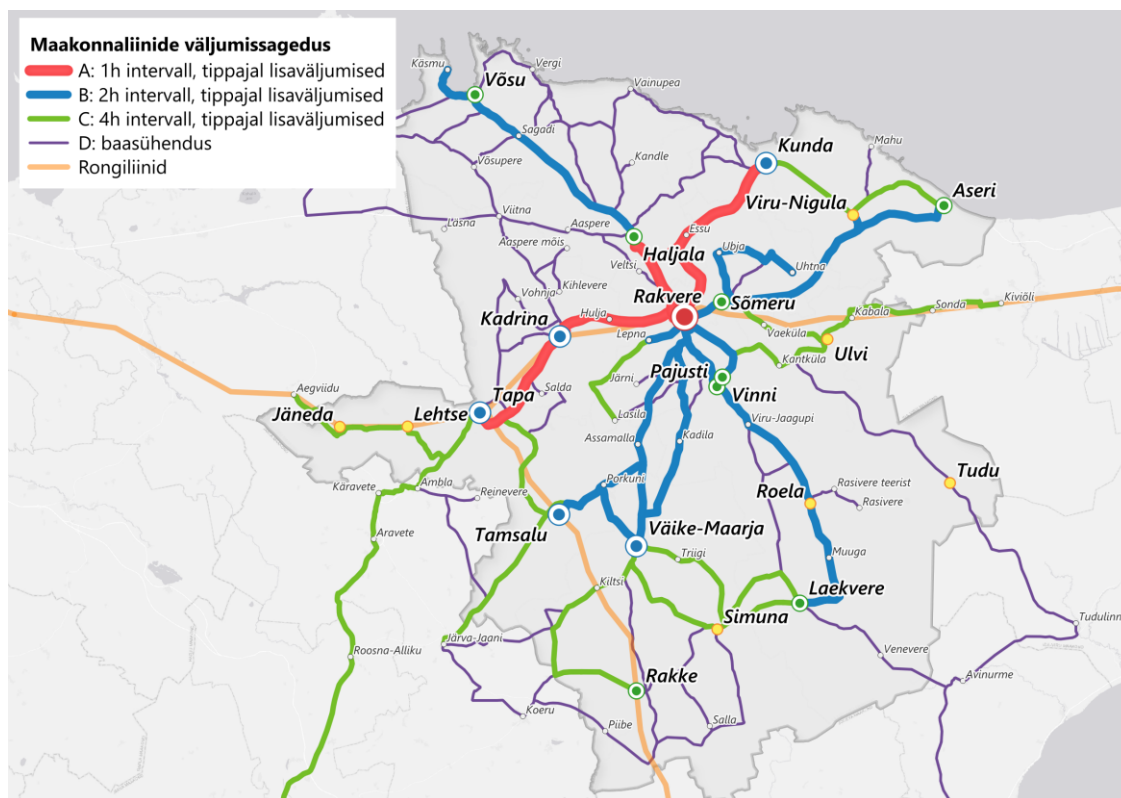 Maakonnaliinide väljumissagedus
A: 1h intervall, tippajal lisaväljumised
B: 2h intervall, tippajal lisaväljumised
C: 4h intervall, tippajal lisaväljumised
D: baasühendus
Rongiliinid
Käsmu
Võsu
Vergi
Vainupea
Sagadi
Võsupere
Kandle
Kunda
Mahu
Viru-Nigula
Aseri
Viitna
Läsna
Aaspere
Aaspere mõis
Essu
Haljala
Veltsi
Ubja
Uhtna
Kihlevere
Vohnja
Rakvere
Sõmeru
Kadrina
Hulja
Lepna
Vaeküla
Kabala
Sonda
Kiviõli
Ulvi
Kantküla
Pajusti
Vinni
Järni
Salda
Tapa
Aegviidu
Jäneda
Lehtse
Lasila
Viru-Jaagupi
Assamalla
Kadila
Tudu
Roela
Rasivere teerist
Rasivere
Porkuni
Karavete
Ambla
Reinevere
Tamsalu
Väike-Maarja
Aravete
Triigi
Muuga
Kiltsi
Laekvere
Simuna
Tudulinn
Järva-Jaani
Roosna-Alliku
Venevere
Avinurme
Rakke
Koeru
Piibe
Salla